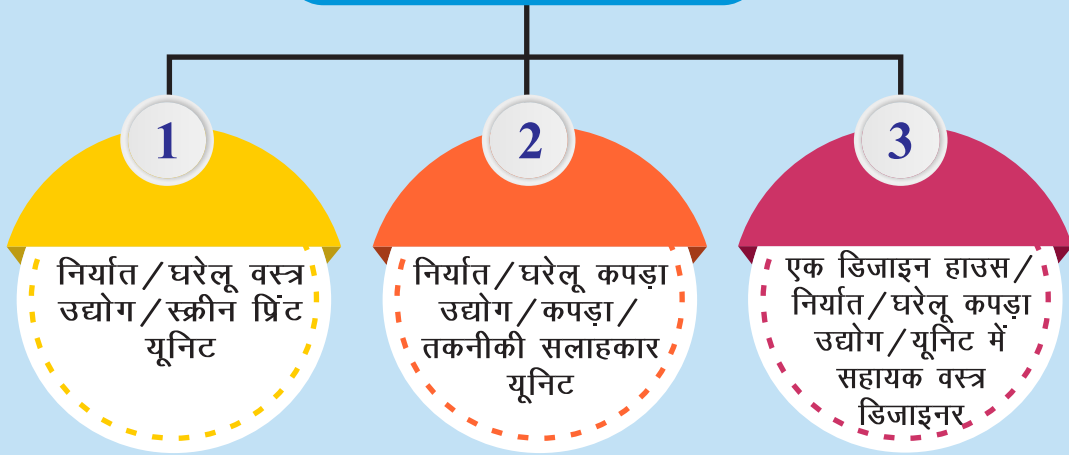 1
निर्यात/घरेलू वस्त्र
उद्योग/स्क्रीन प्रिंट
यूनिट
2
निर्यात/घरेलू कपड़ा
उद्योग/कपड़ा/
तकनीकी सलाहकार
यूनिट
3
एक डिजाइन हाउस/
निर्यात/घरेलू कपड़ा
उद्योग/यूनिट में
सहायक वस्त्र
डिजाइनर